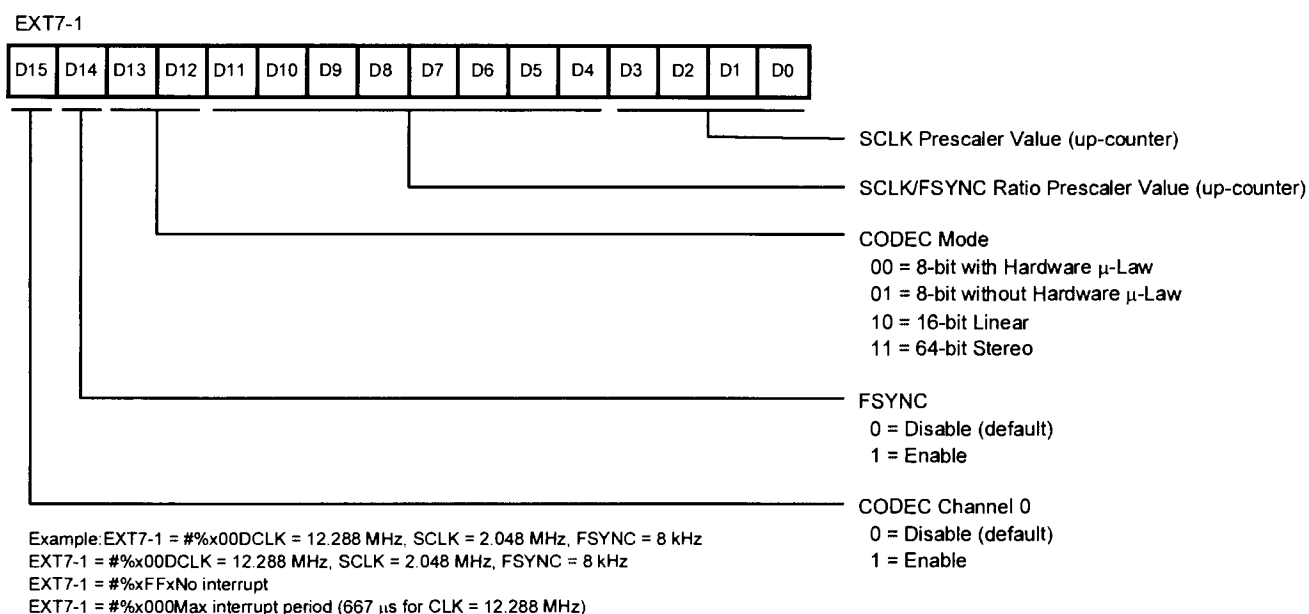 EXT7-1
D15 D14 D13 D12 D11 D10 D9 D8 D7 D6 D5 D4 D3 D2 D1 D0
SCLK Prescaler Value (up-counter)
SCLK/FSYNC Ratio Prescaler Value (up-counter)
CODEC Mode
00 = 8-bit with Hardware μ-Law
01 = 8-bit without Hardware μ-Law
10 = 16-bit Linear
11 = 64-bit Stereo
FSYNC
0 = Disable (default)
1 = Enable
CODEC Channel 0
0 = Disable (default)
1 = Enable
Example:EXT7-1 = #%x00DCLK = 12.288 MHz, SCLK = 2.048 MHz, FSYNC = 8 kHz
EXT7-1 = #%x00DCLK = 12.288 MHz, SCLK = 2.048 MHz, FSYNC = 8 kHz
EXT7-1 = #%xFFxNo interrupt
EXT7-1 = #%x000Max interrupt period (667 μs for CLK = 12.288 MHz)